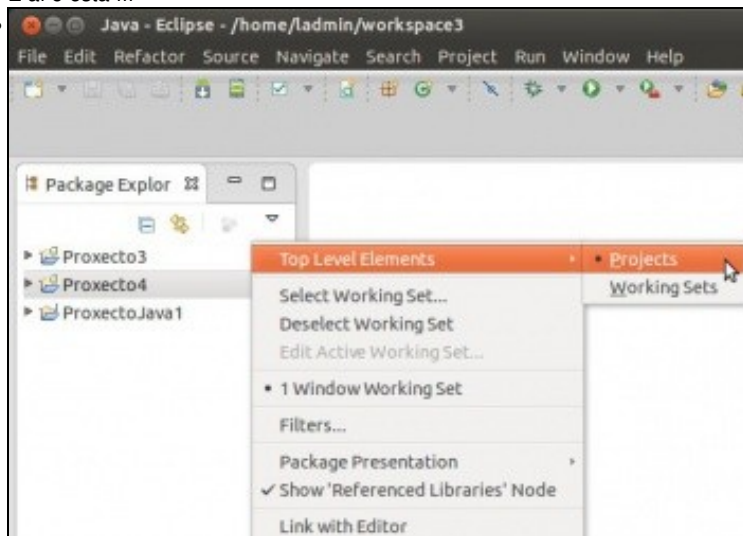 Java - Eclipse - /home/ladmin/workspace3
File Edit Refactor Source Navigate Search Project Run Window Help
Package Explor
Proxecto3
Proxecto4
ProxectoJava1
Top Level Elements
Projects
Working Sets
Select Working Set...
Deselect Working Set
Edit Active Working Set...
1 Window Working Set
Filters...
Package Presentation
Show 'Referenced Libraries' Node
Link with Editor